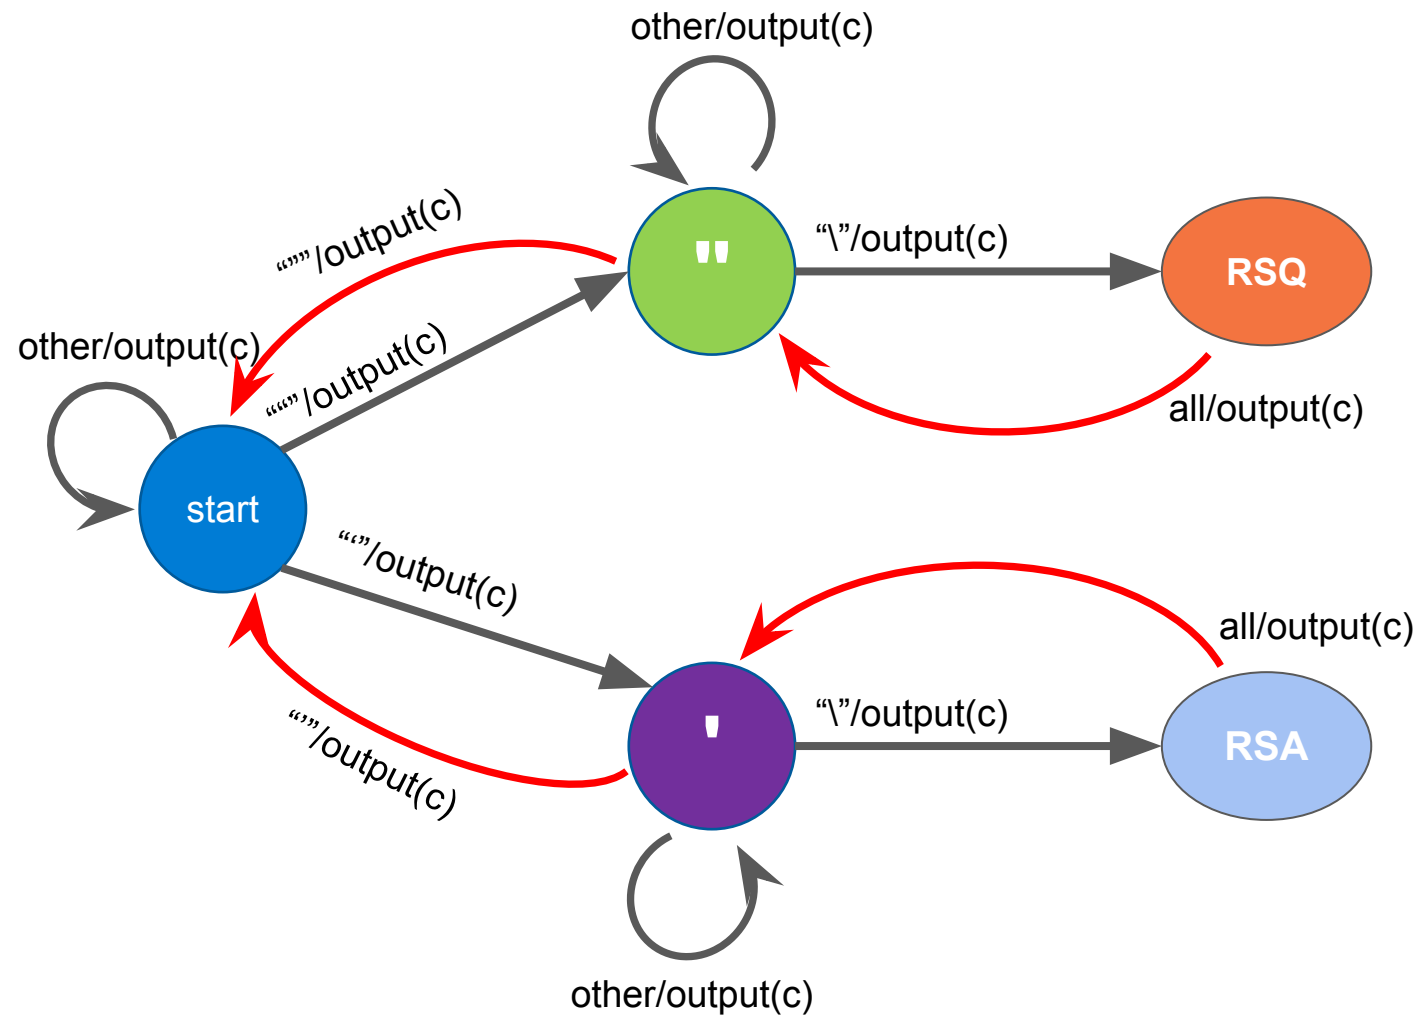 other/output(c)
“””/output(c)
“\”/output(c)
"
RSQ
other/output(c)
“““”/output(c)
all/output(c)
start
“‘”/output(c)
all/output(c)
“’”/output(c)
'
“\”/output(c)
RSA
other/output(c)